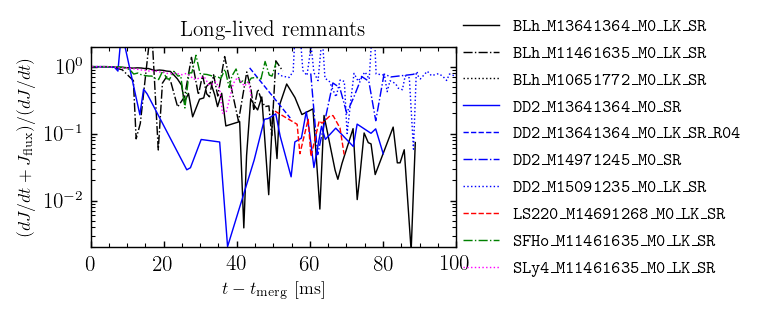 Long-lived remnants
(dJ/dt + J_flux)/(dJ/dt)
10^0
10^−1
10^−2
0 20 40 60 80 100
t − t_merg [ms]
BLh_M13641364_M0_LK_SR
BLh_M11461635_M0_LK_SR
BLh_M10651772_M0_LK_SR
DD2_M13641364_M0_SR
DD2_M13641364_M0_LK_SR_R04
DD2_M14971245_M0_SR
DD2_M15091235_M0_LK_SR
LS220_M14691268_M0_LK_SR
SFHo_M11461635_M0_LK_SR
SLy4_M11461635_M0_LK_SR